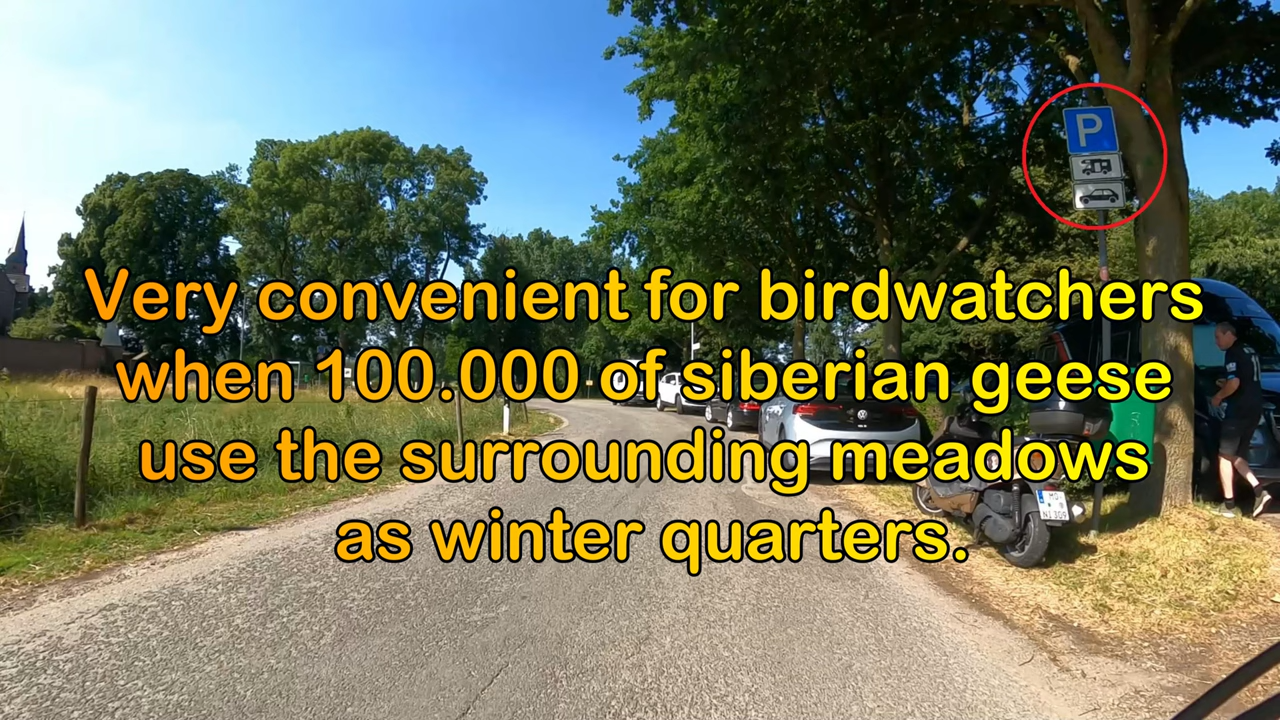 P
Very convenient for birdwatchers
when 100.000 of siberian geese
use the surrounding meadows
as winter quarters.